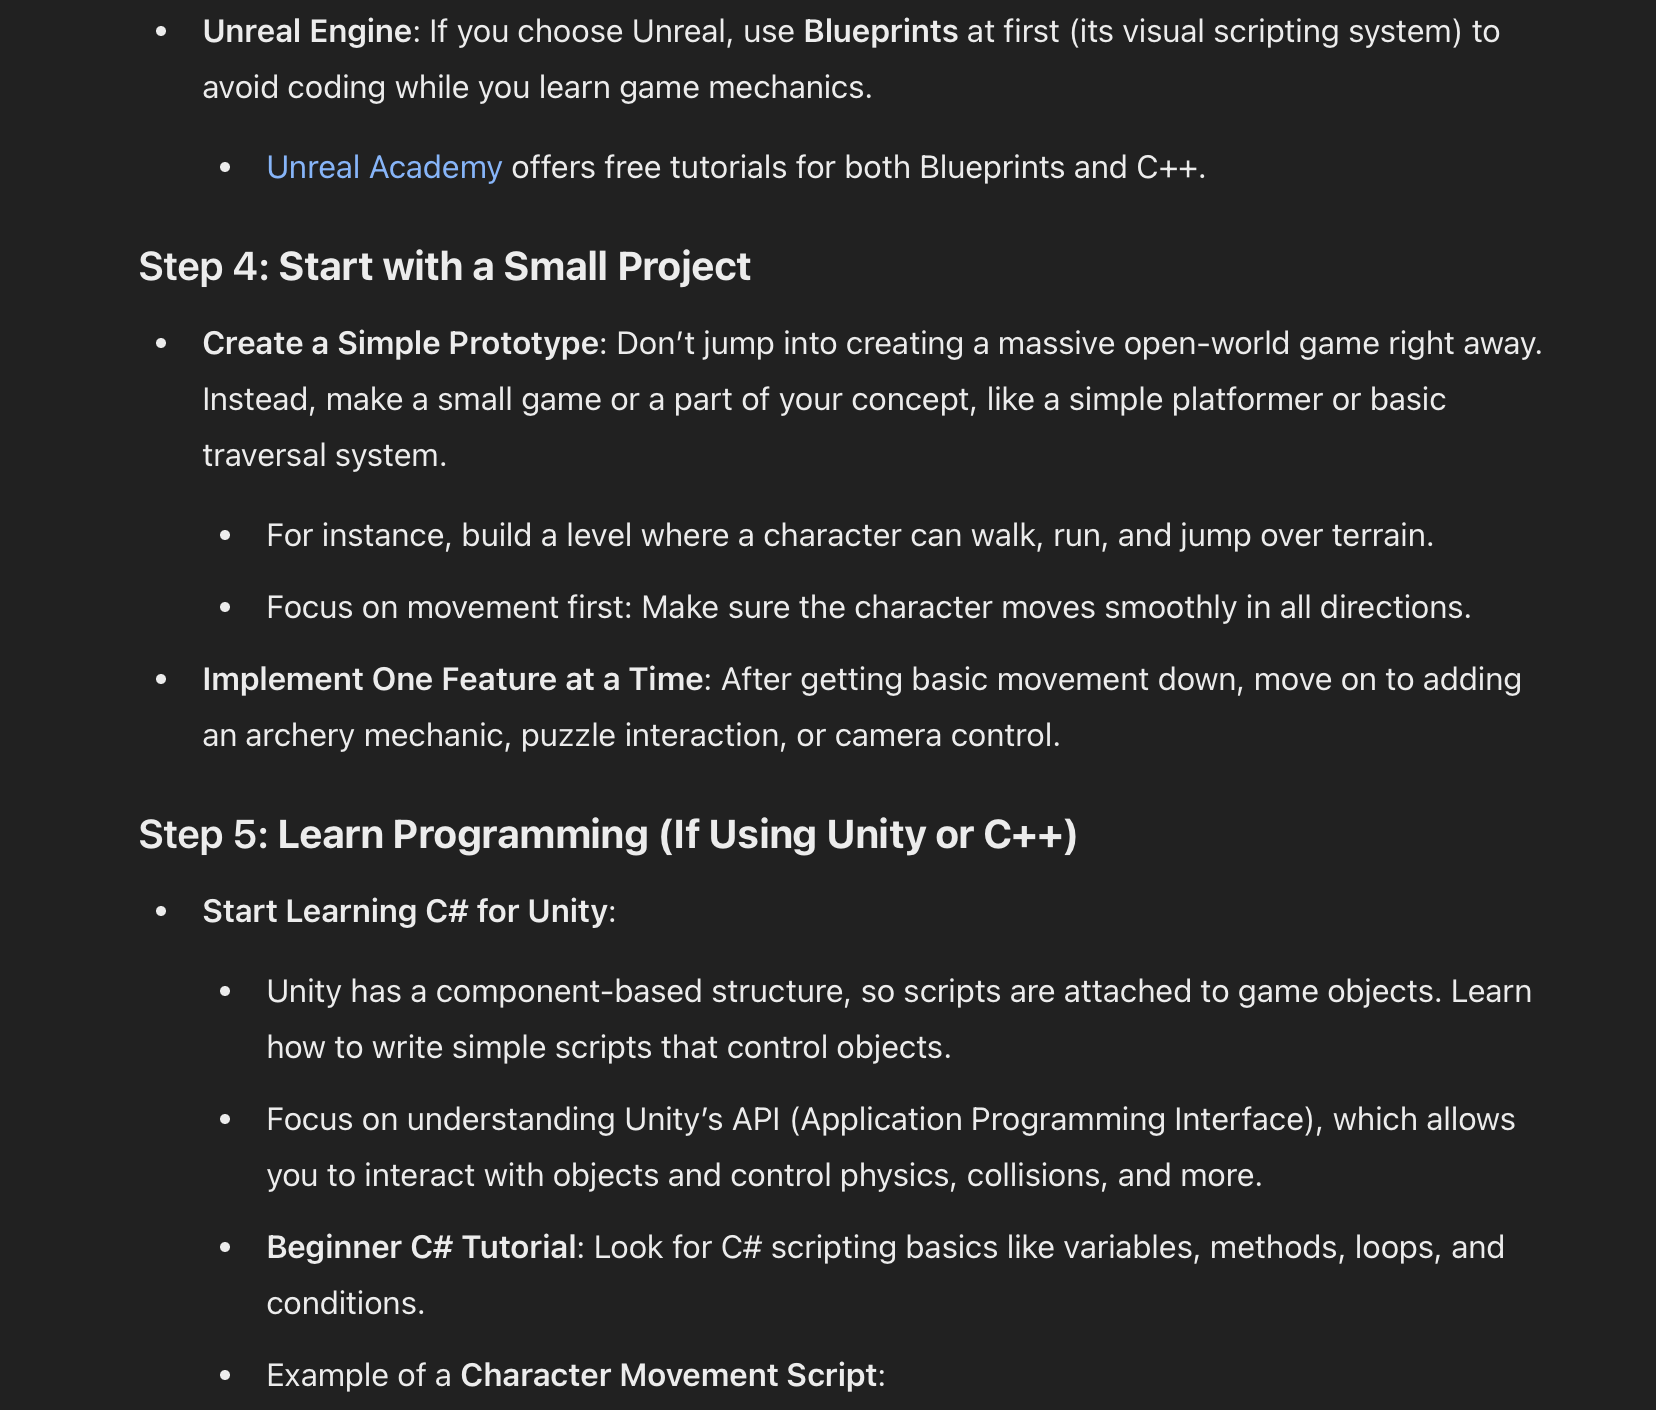 • Unreal Engine: If you choose Unreal, use Blueprints at first (its visual scripting system) to
avoid coding while you learn game mechanics.
• Unreal Academy offers free tutorials for both Blueprints and C++.
Step 4: Start with a Small Project
• Create a Simple Prototype: Don’t jump into creating a massive open-world game right away.
Instead, make a small game or a part of your concept, like a simple platformer or basic
traversal system.
• For instance, build a level where a character can walk, run, and jump over terrain.
• Focus on movement first: Make sure the character moves smoothly in all directions.
• Implement One Feature at a Time: After getting basic movement down, move on to adding
an archery mechanic, puzzle interaction, or camera control.
Step 5: Learn Programming (If Using Unity or C++)
• Start Learning C# for Unity:
• Unity has a component-based structure, so scripts are attached to game objects. Learn
how to write simple scripts that control objects.
• Focus on understanding Unity’s API (Application Programming Interface), which allows
you to interact with objects and control physics, collisions, and more.
• Beginner C# Tutorial: Look for C# scripting basics like variables, methods, loops, and
conditions.
• Example of a Character Movement Script: